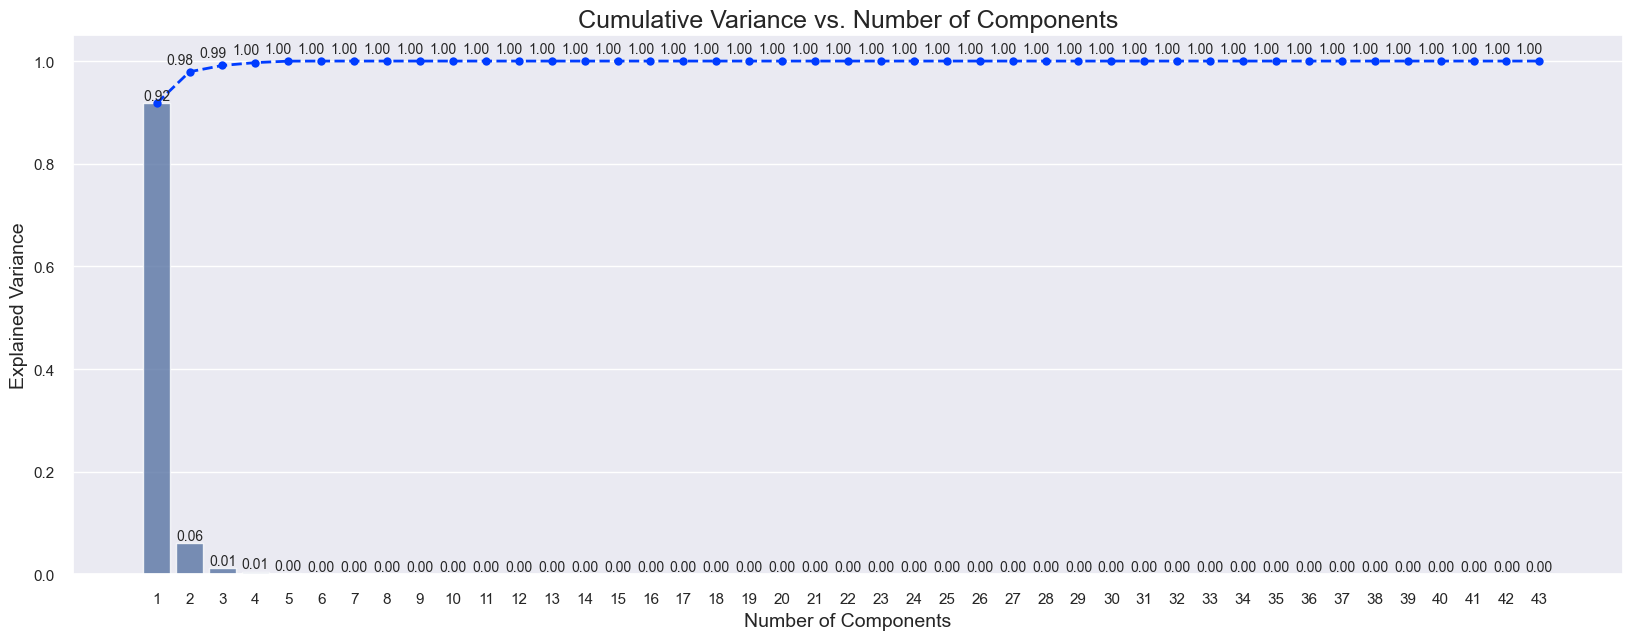 Cumulative Variance vs. Number of Components
Explained Variance
1.0
0.8
0.6
0.4
0.2
0.0
0.92 0.98 0.99 1.00 1.00 1.00 1.00 1.00 1.00 1.00 1.00 1.00 1.00 1.00 1.00 1.00 1.00 1.00 1.00 1.00 1.00 1.00 1.00 1.00 1.00 1.00 1.00 1.00 1.00 1.00 1.00 1.00 1.00 1.00 1.00 1.00 1.00 1.00 1.00 1.00 1.00 1.00 1.00
0.06 0.01 0.01 0.00 0.00 0.00 0.00 0.00 0.00 0.00 0.00 0.00 0.00 0.00 0.00 0.00 0.00 0.00 0.00 0.00 0.00 0.00 0.00 0.00 0.00 0.00 0.00 0.00 0.00 0.00 0.00 0.00 0.00 0.00 0.00 0.00 0.00 0.00 0.00 0.00 0.00 0.00
1 2 3 4 5 6 7 8 9 10 11 12 13 14 15 16 17 18 19 20 21 22 23 24 25 26 27 28 29 30 31 32 33 34 35 36 37 38 39 40 41 42 43
Number of Components